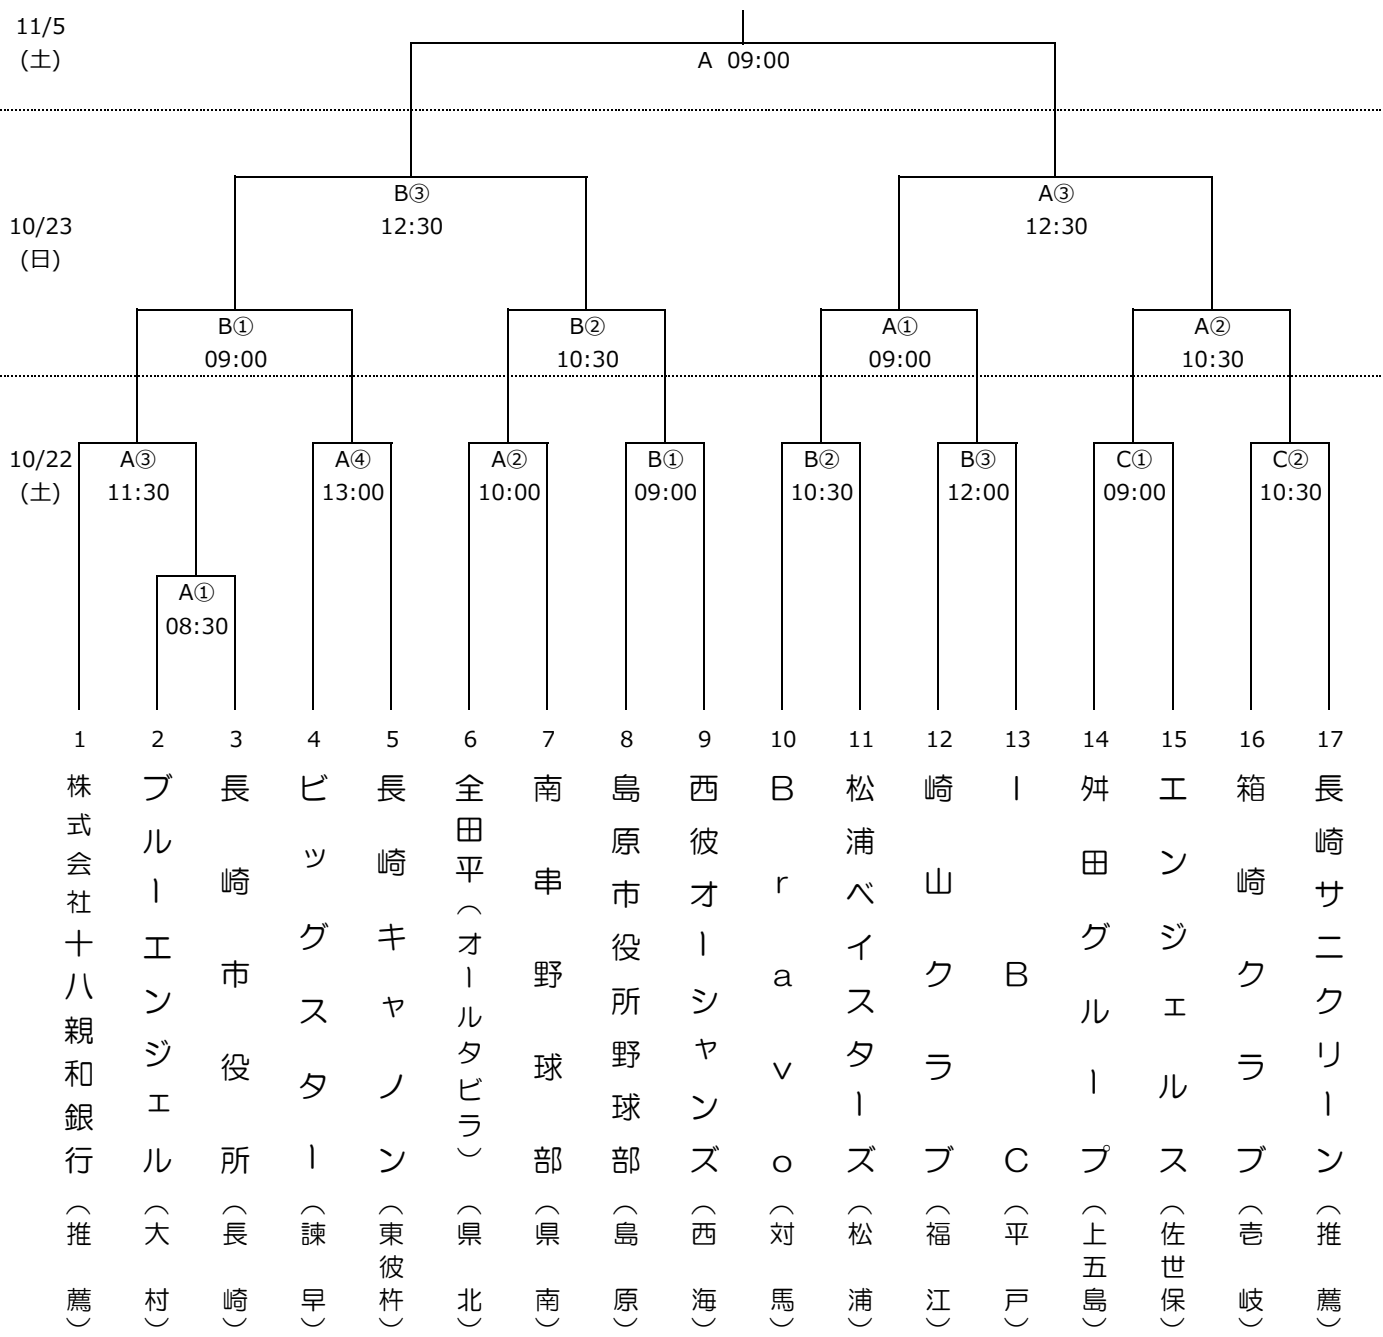 11/5
(土)
A 09:00
B③
12:30
A③
12:30
10/23
(日)
B①
09:00
B②
10:30
A①
09:00
A②
10:30
10/22
(土)
A③
11:30
A④
13:00
A②
10:00
B①
09:00
B②
10:30
B③
12:00
C①
09:00
C②
10:30
A①
08:30
1 2 3 4 5 6 7 8 9 10 11 12 13 14 15 16 17
株式会社十八親和銀行(推薦)
ブルーエンジェル(大村)
長崎市役所(長崎)
ビッグスター(諫早)
長崎キャノン(東彼杵)
全田平(オールタビラ)(県北)
南串野球部(県南)
島原市役所野球部(島原)
西彼オーシャンズ(西海)
Bravo(対馬)
松浦ベイスターズ(松浦)
崎山クラブ(福江)
IBC(平戸)
舛田グループ(上五島)
エンジェルス(佐世保)
箱崎クラブ(壱岐)
長崎サニクリーン(推薦)